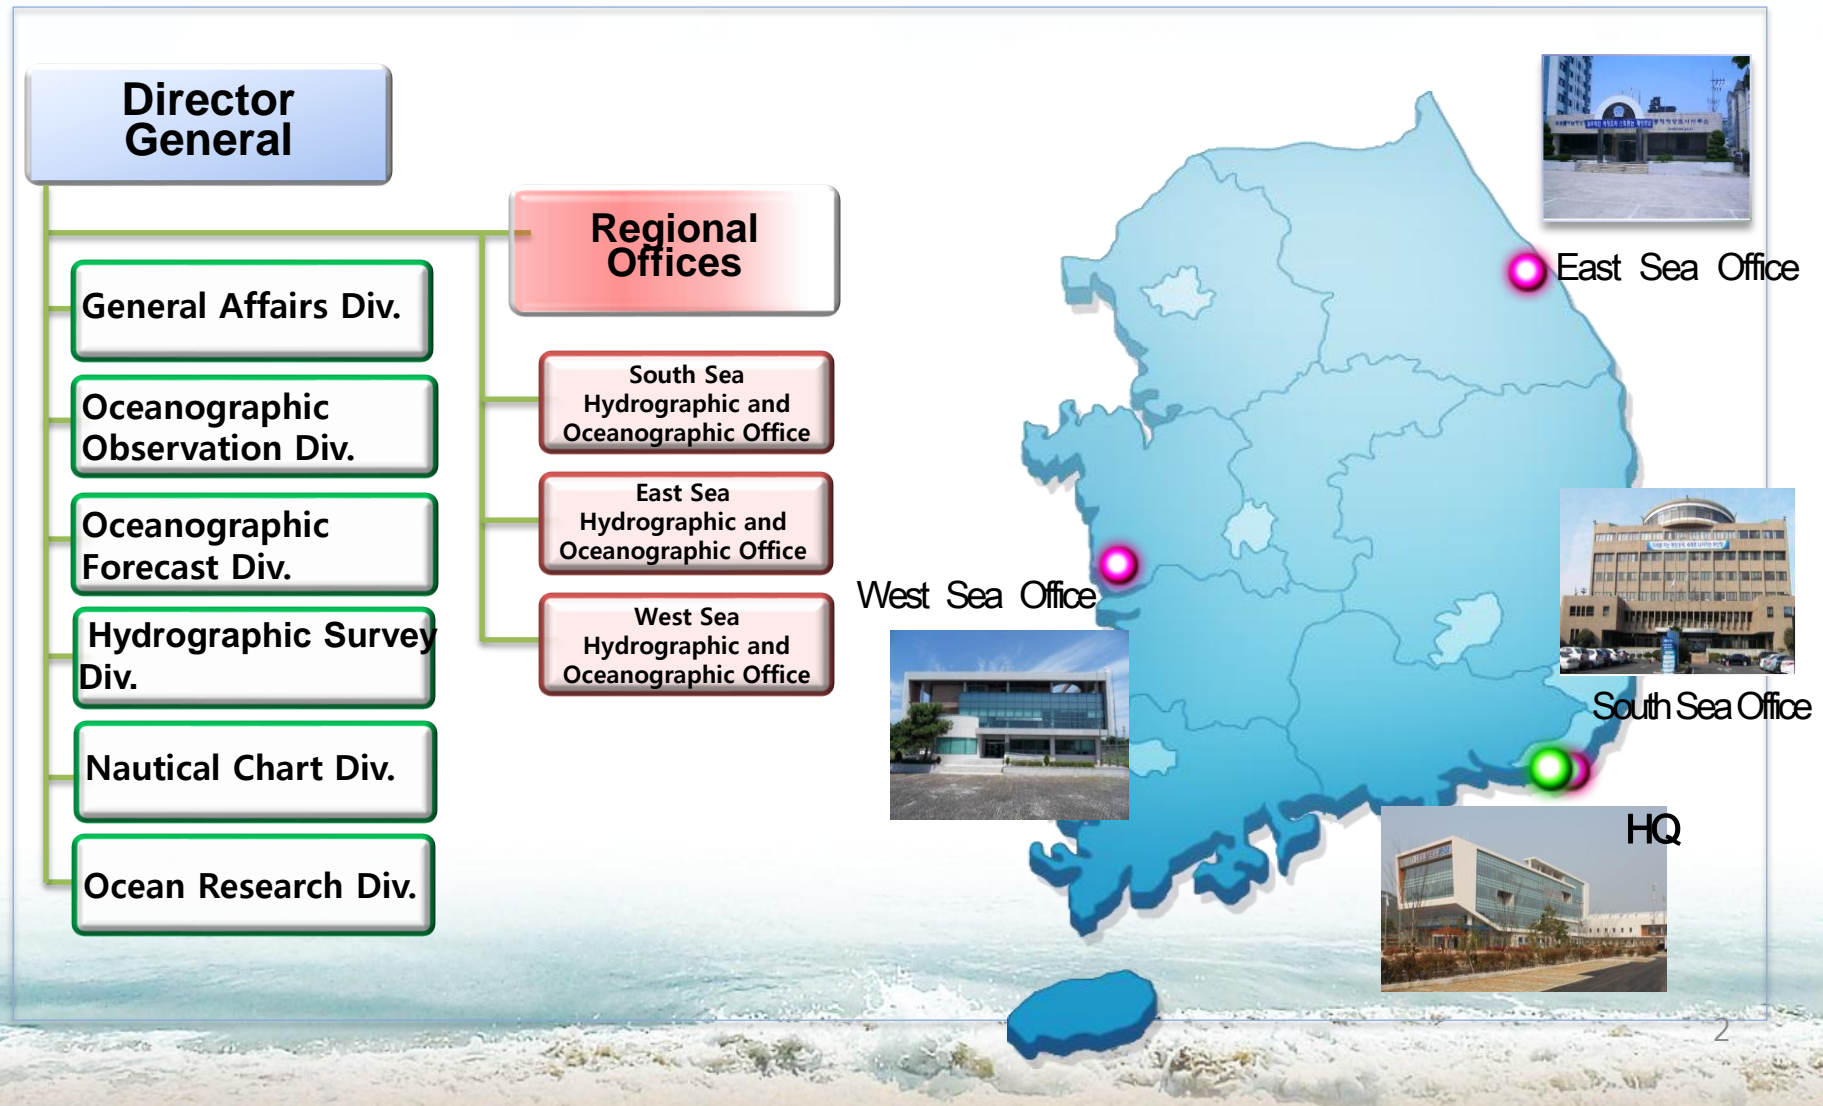 Director
General
Regional
Offices
General Affairs Div.
Oceanographic
Observation Div.
Oceanographic
Forecast Div.
Hydrographic Survey
Div.
Nautical Chart Div.
Ocean Research Div.
South Sea
Hydrographic and
Oceanographic Office
East Sea
Hydrographic and
Oceanographic Office
West Sea
Hydrographic and
Oceanographic Office
East Sea Office
West Sea Office
South Sea Office
HQ
2